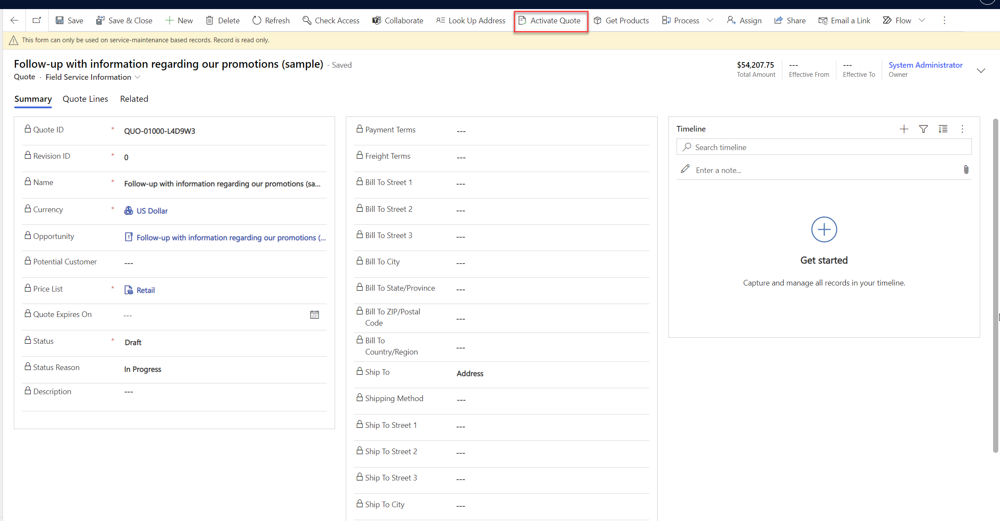 Save
Save & Close
New
Delete
Refresh
Check Access
Collaborate
Look Up Address
Activate Quote
Get Products
Process
Assign
Share
Email a Link
Flow
This form can only be used on service-maintenance based records. Record is read only.
Follow-up with information regarding our promotions (sample) - Saved
Quote · Field Service Information
$54,207.75
Total Amount
---
Effective From
---
Effective To
System Administrator
Owner
Summary
Quote Lines
Related
Quote ID * QUO-01000-L4D9W3
Revision ID * 0
Name * Follow-up with information regarding our promotions (sa...
Currency * US Dollar
Opportunity Follow-up with information regarding our promotions (...
Potential Customer ---
Price List * Retail
Quote Expires On ---
Status * Draft
Status Reason In Progress
Description ---
Payment Terms ---
Freight Terms ---
Bill To Street 1 ---
Bill To Street 2 ---
Bill To Street 3 ---
Bill To City ---
Bill To State/Province ---
Bill To ZIP/Postal
Code ---
Bill To
Country/Region ---
Ship To Address
Shipping Method ---
Ship To Street 1 ---
Ship To Street 2 ---
Ship To Street 3 ---
Ship To City ---
Timeline
Search timeline
Enter a note...
Get started
Capture and manage all records in your timeline.